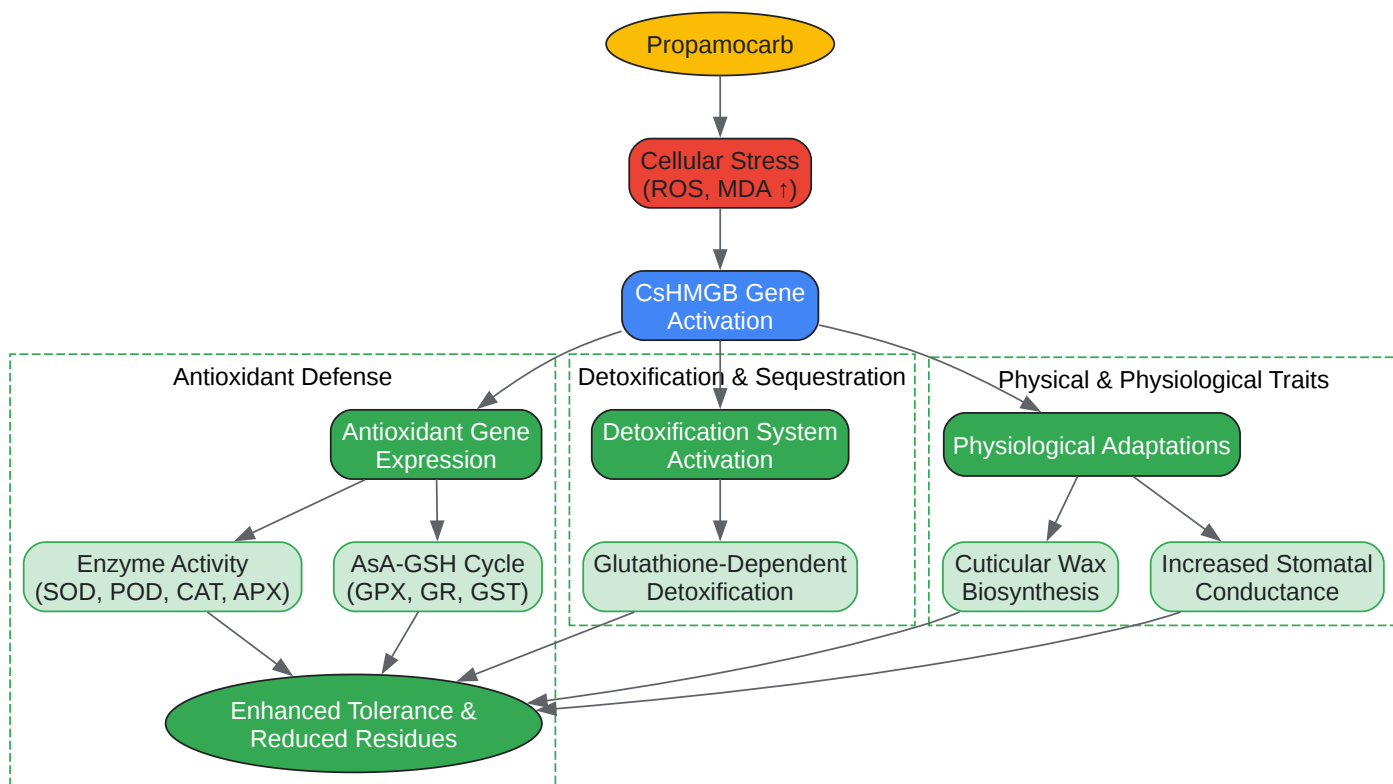 Propamocarb
Cellular Stress
(ROS, MDA ↑)
CsHMGB Gene
Activation
Antioxidant Defense
Detoxification & Sequestration
Physical & Physiological Traits
Antioxidant Gene
Expression
Detoxification System
Activation
Physiological Adaptations
Enzyme Activity
(SOD, POD, CAT, APX)
AsA-GSH Cycle
(GPX, GR, GST)
Glutathione-Dependent
Detoxification
Cuticular Wax
Biosynthesis
Increased Stomatal
Conductance
Enhanced Tolerance &
Reduced Residues